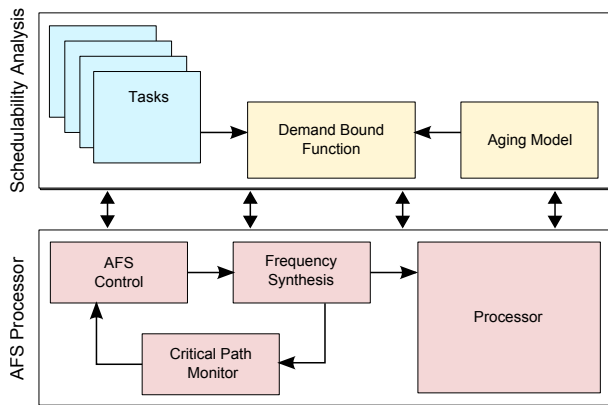 Schedulability Analysis
Tasks
Demand Bound
Function
Aging Model
AFS Processor
AFS
Control
Frequency
Synthesis
Processor
Critical Path
Monitor